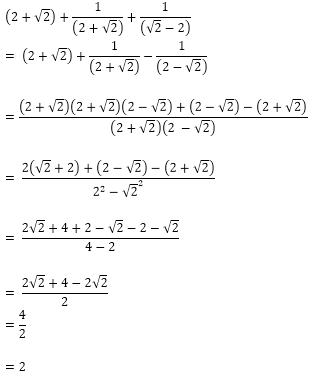 (2 + √2) + 1/(2 + √2) + 1/(√2 − 2)
= (2 + √2) + 1/(2 + √2) − 1/(2 − √2)
= ((2 + √2)(2 + √2)(2 − √2) + (2 − √2) − (2 + √2))/((2 + √2)(2 − √2))
= (2(√2 + 2) + (2 − √2) − (2 + √2))/(2² − √2²)
= (2√2 + 4 + 2 − √2 − 2 − √2)/(4 − 2)
= (2√2 + 4 − 2√2)/2
= 4/2
= 2